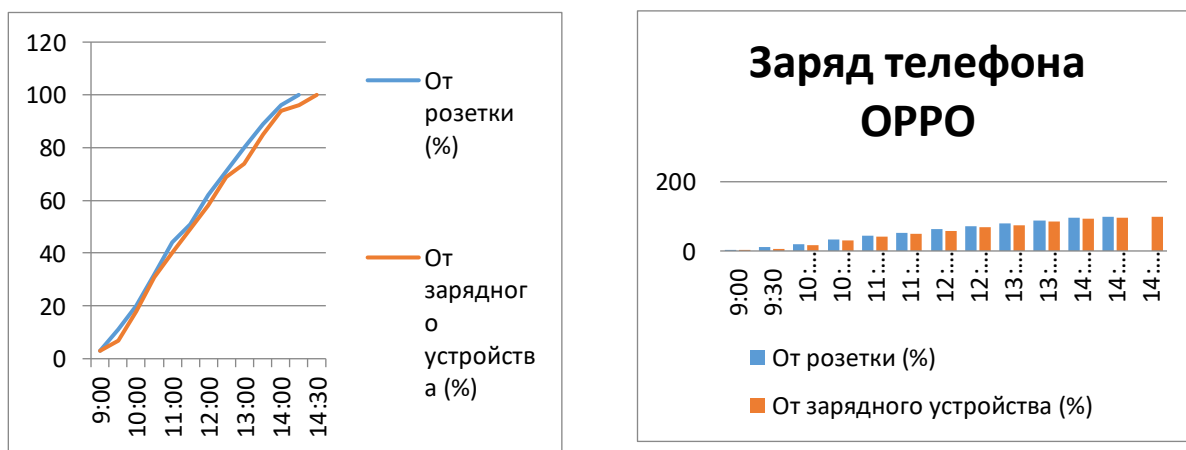 120
100
80
60
40
20
0
9:00
10:00
11:00
12:00
13:00
14:00
14:30
От
розетки
(%)
От
зарядног
о
устройств
а (%)
Заряд телефона
OPPO
200
0
9:00
9:30
10:...
10:...
11:...
11:...
12:...
12:...
13:...
13:...
14:...
14:...
14:...
От розетки (%)
От зарядного устройства (%)